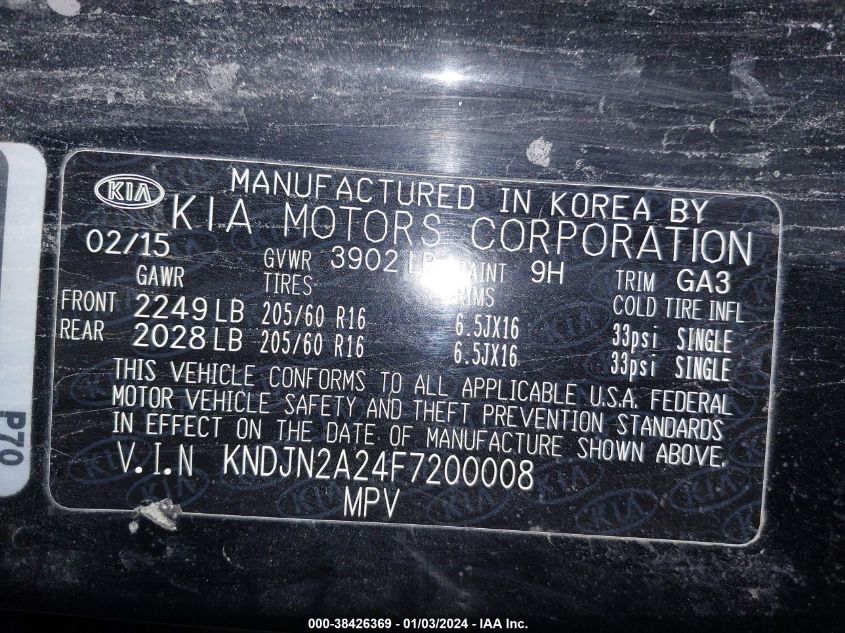 KIA
MANUFACTURED IN KOREA BY
KIA MOTORS CORPORATION
02/15 GVWR 3902 LB PAINT 9H TRIM GA3
GAWR TIRES RIMS COLD TIRE INFL
FRONT 2249 LB 205/60 R16 6.5JX16 33psi SINGLE
REAR 2028 LB 205/60 R16 6.5JX16 33psi SINGLE
THIS VEHICLE CONFORMS TO ALL APPLICABLE U.S.A. FEDERAL
MOTOR VEHICLE SAFETY AND THEFT PREVENTION STANDARDS
IN EFFECT ON THE DATE OF MANUFACTURE SHOWN ABOVE.
V.I.N KNDJN2A24F7200008
MPV
P70
000-38426369 - 01/03/2024 - IAA Inc.